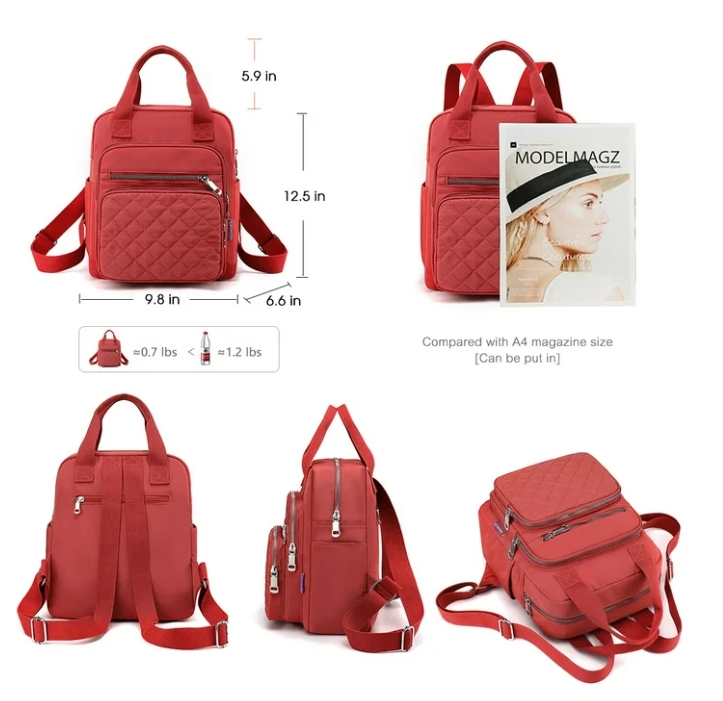 5.9 in
12.5 in
9.8 in
6.6 in
≈0.7 lbs < ≈1.2 lbs
MODELMAGZ
Compared with A4 magazine size
[Can be put in]